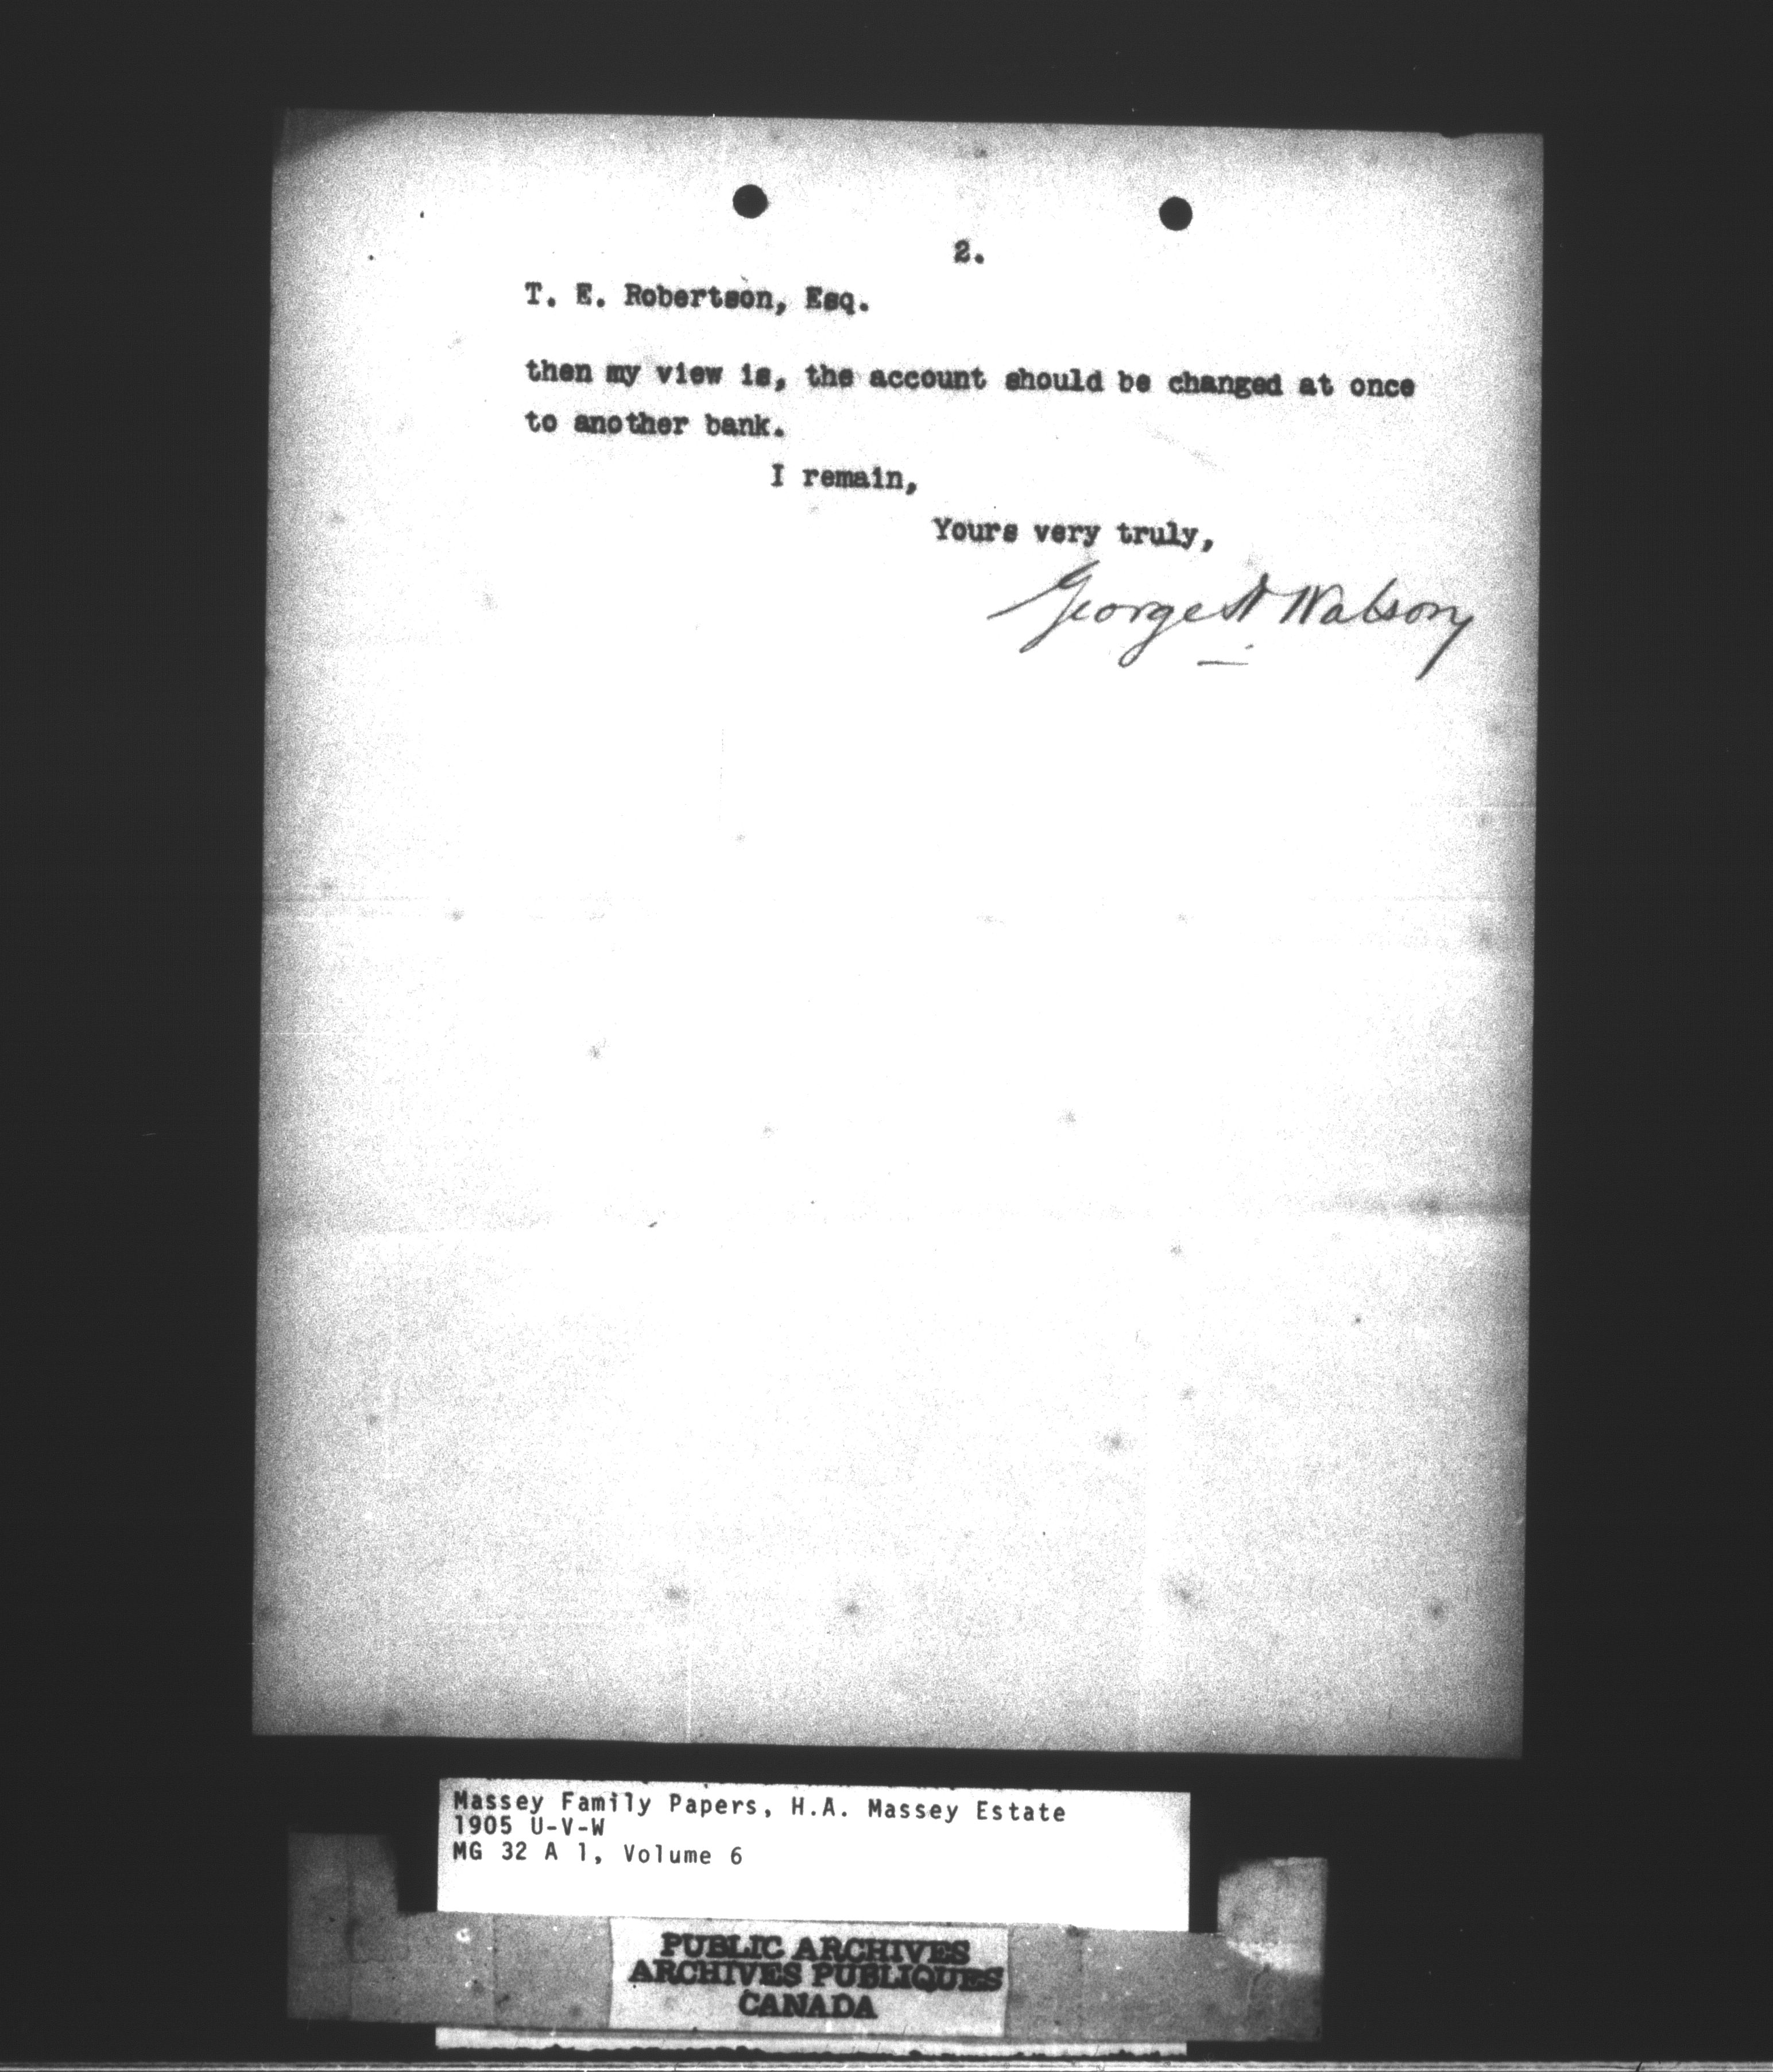 2.
T. E. Robertson, Esq.
then my view is, the account should be changed at once
to another bank.
I remain,
Yours very truly,
George H Watson
Massey Family Papers, H.A. Massey Estate
1905 U-V-W
MG 32 A 1, Volume 6
PUBLIC ARCHIVES
ARCHIVES PUBLIQUES
CANADA